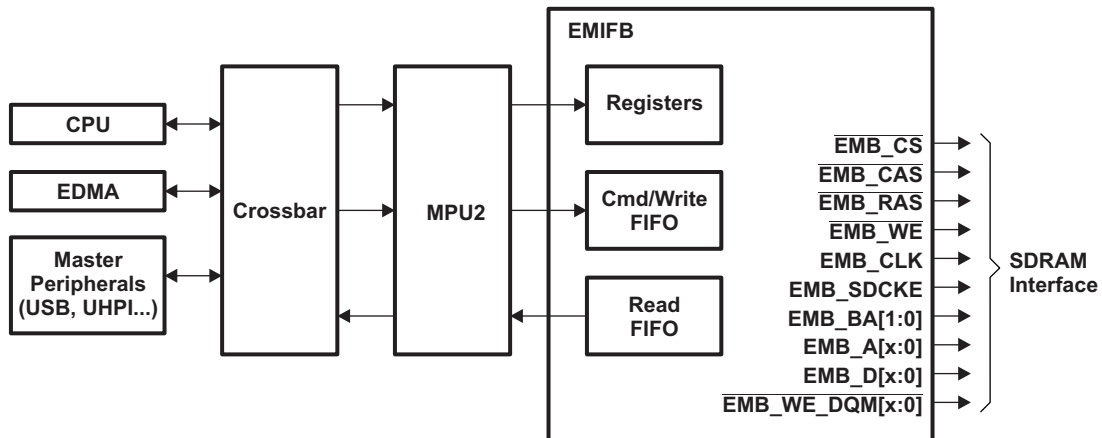 EMIFB
CPU
EDMA
Master
Peripherals
(USB, UHPI...)
Crossbar
MPU2
Registers
Cmd/Write
FIFO
Read
FIFO
EMB_CS
EMB_CAS
EMB_RAS
EMB_WE
EMB_CLK
EMB_SDCKE
EMB_BA[1:0]
EMB_A[x:0]
EMB_D[x:0]
EMB_WE_DQM[x:0]
SDRAM
Interface